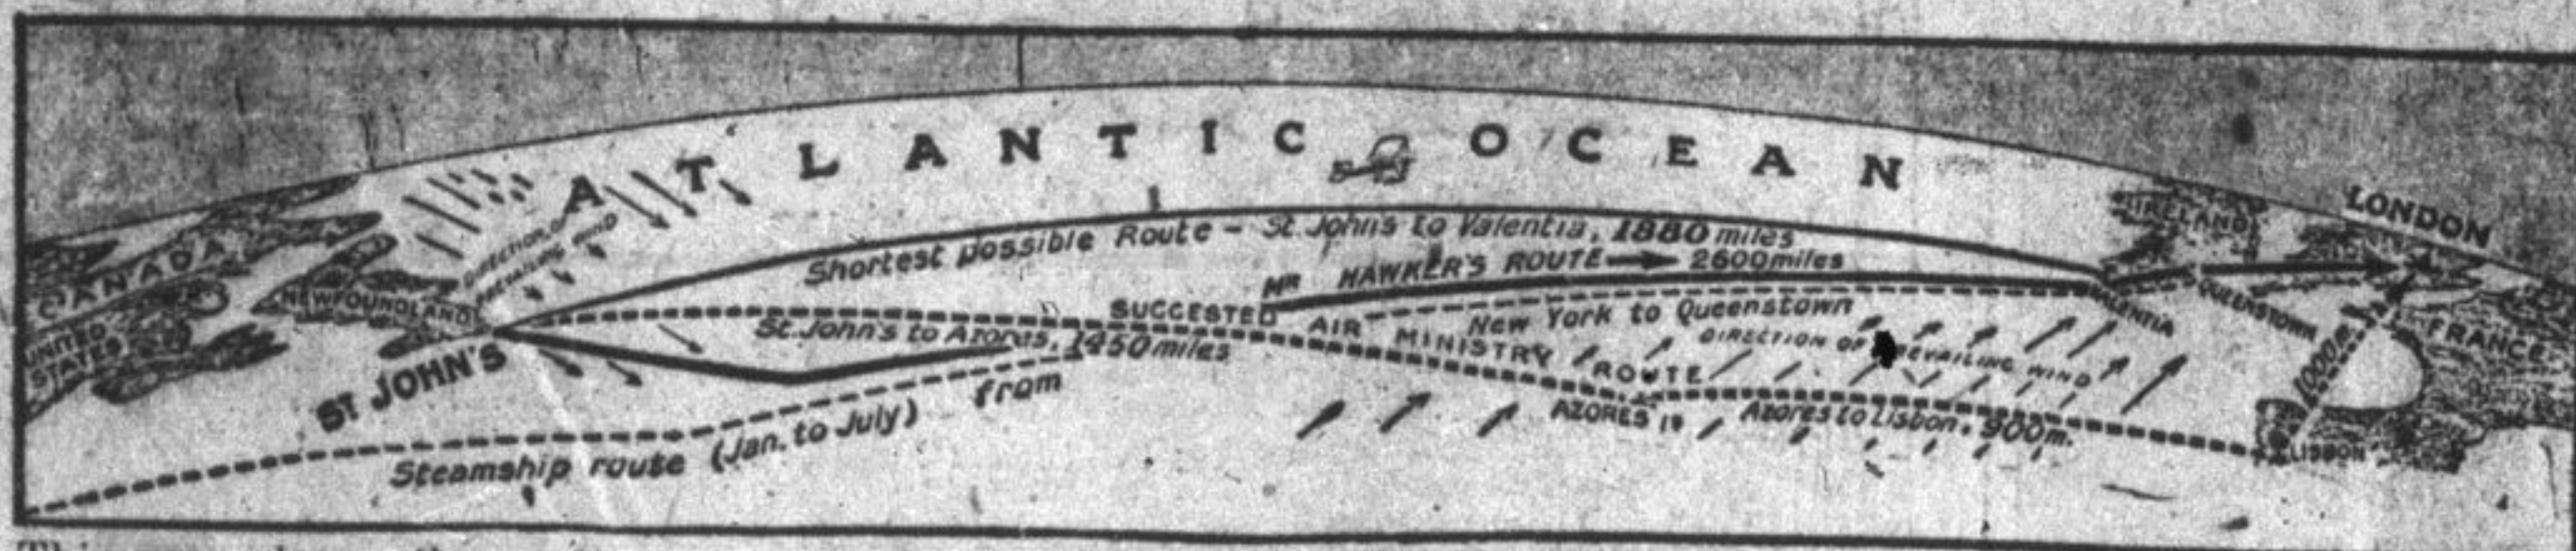 ATLANTIC OCEAN
CANADA
UNITED
STATES
NEWFOUNDLAND
ST JOHN'S
DIRECTION OF
PREVAILING WIND
Shortest possible Route - St. Johns to Valentia, 1880 miles
MR HAWKER'S ROUTE 2600 miles
SUGGESTED AIR MINISTRY ROUTE
St. John's to Azores, 1450 miles
New York to Queenstown
DIRECTION OF PREVAILING WIND
Steamship route (Jan. to July) from
AZORES IS
Azores to Lisbon, 900m.
IRELAND
LONDON
VALENTIA
QUEENSTOWN
FRANCE
1000m.
LISBON